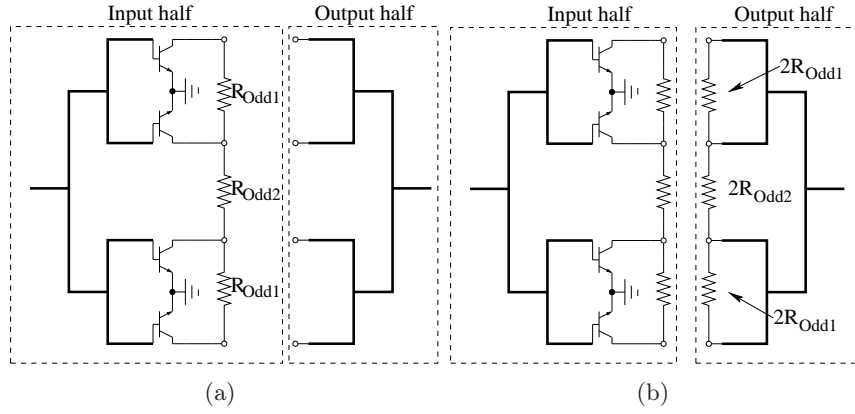 Input half
Output half
R_Odd1
R_Odd2
R_Odd1
(a)
Input half
Output half
2R_Odd1
2R_Odd2
2R_Odd1
(b)